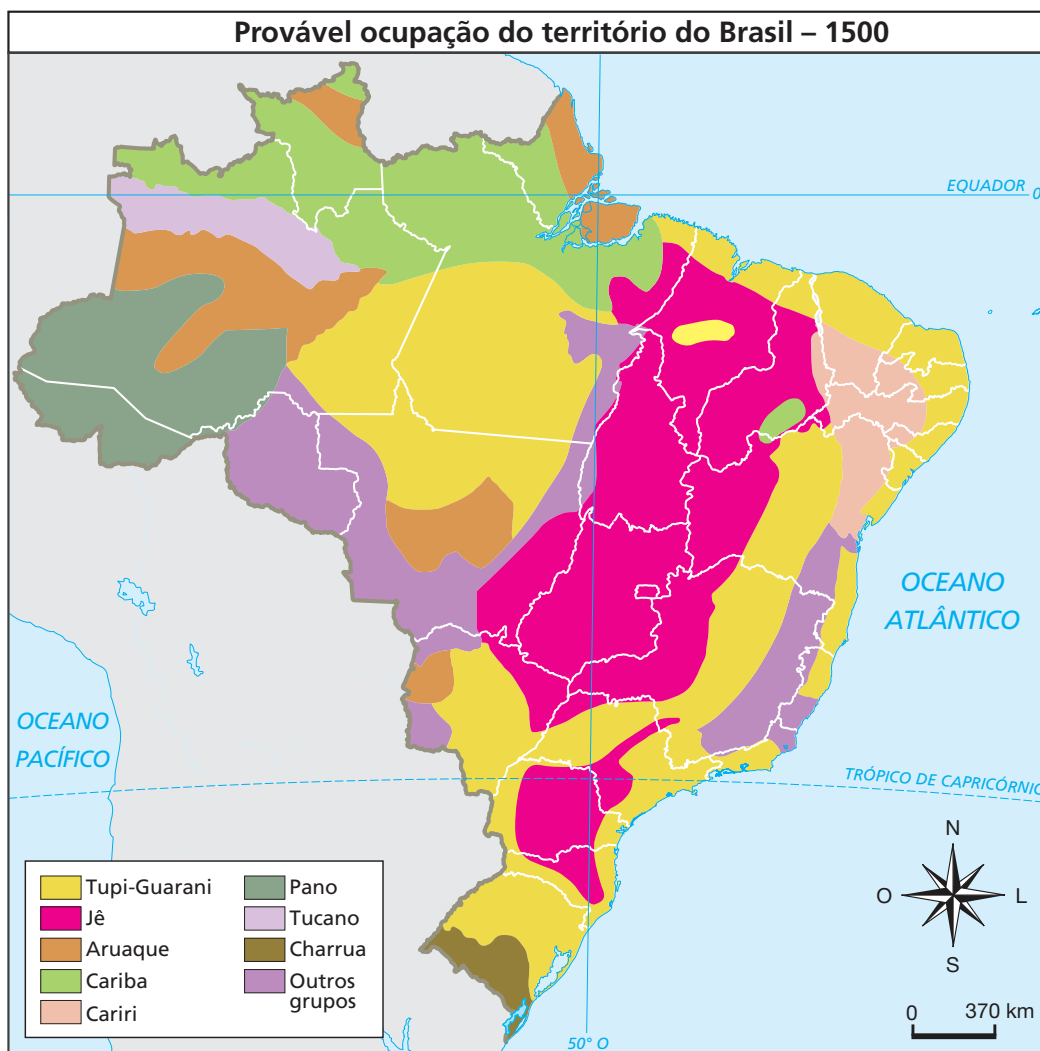 Provável ocupação do território do Brasil – 1500
EQUADOR
0
OCEANO
ATLÂNTICO
OCEANO
PACÍFICO
TRÓPICO DE CAPRICÓRNIO
50° O
Tupi-Guarani
Jê
Aruaque
Cariba
Cariri
Pano
Tucano
Charrua
Outros
grupos
N
O
L
S
0 370 km